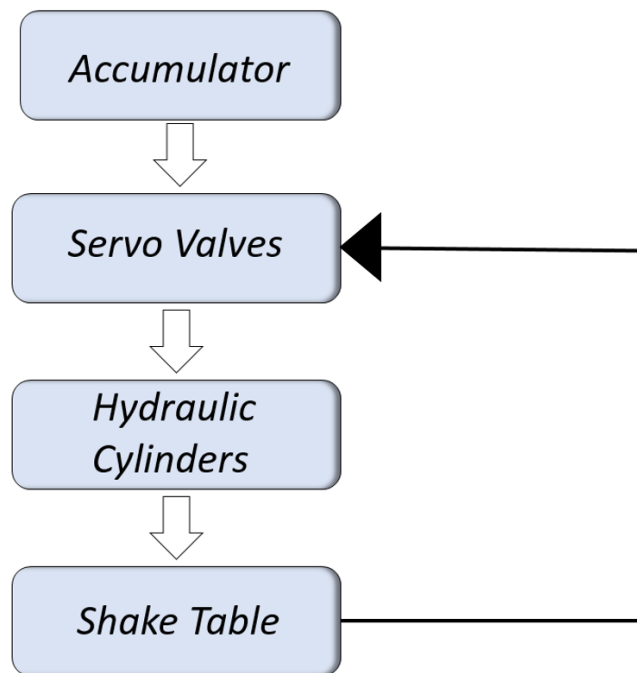 Accumulator
Servo Valves
Hydraulic
Cylinders
Shake Table